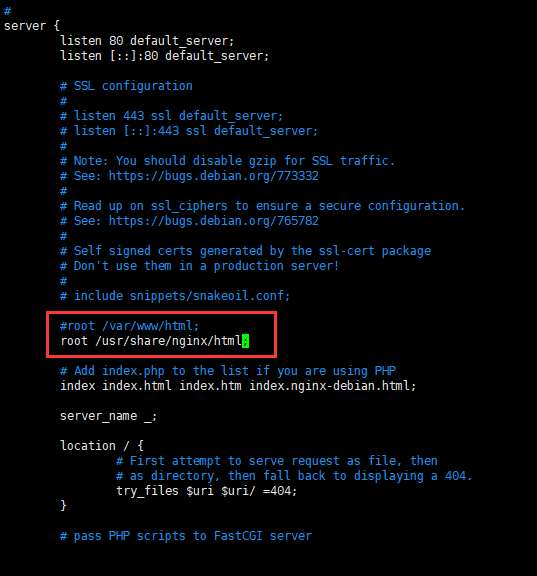 #
server {
listen 80 default_server;
listen [::]:80 default_server;
# SSL configuration
#
# listen 443 ssl default_server;
# listen [::]:443 ssl default_server;
#
# Note: You should disable gzip for SSL traffic.
# See: https://bugs.debian.org/773332
#
# Read up on ssl_ciphers to ensure a secure configuration.
# See: https://bugs.debian.org/765782
#
# Self signed certs generated by the ssl-cert package
# Don't use them in a production server!
#
# include snippets/snakeoil.conf;
#root /var/www/html;
root /usr/share/nginx/html;
# Add index.php to the list if you are using PHP
index index.html index.htm index.nginx-debian.html;
server_name _;
location / {
# First attempt to serve request as file, then
# as directory, then fall back to displaying a 404.
try_files $uri $uri/ =404;
}
# pass PHP scripts to FastCGI server